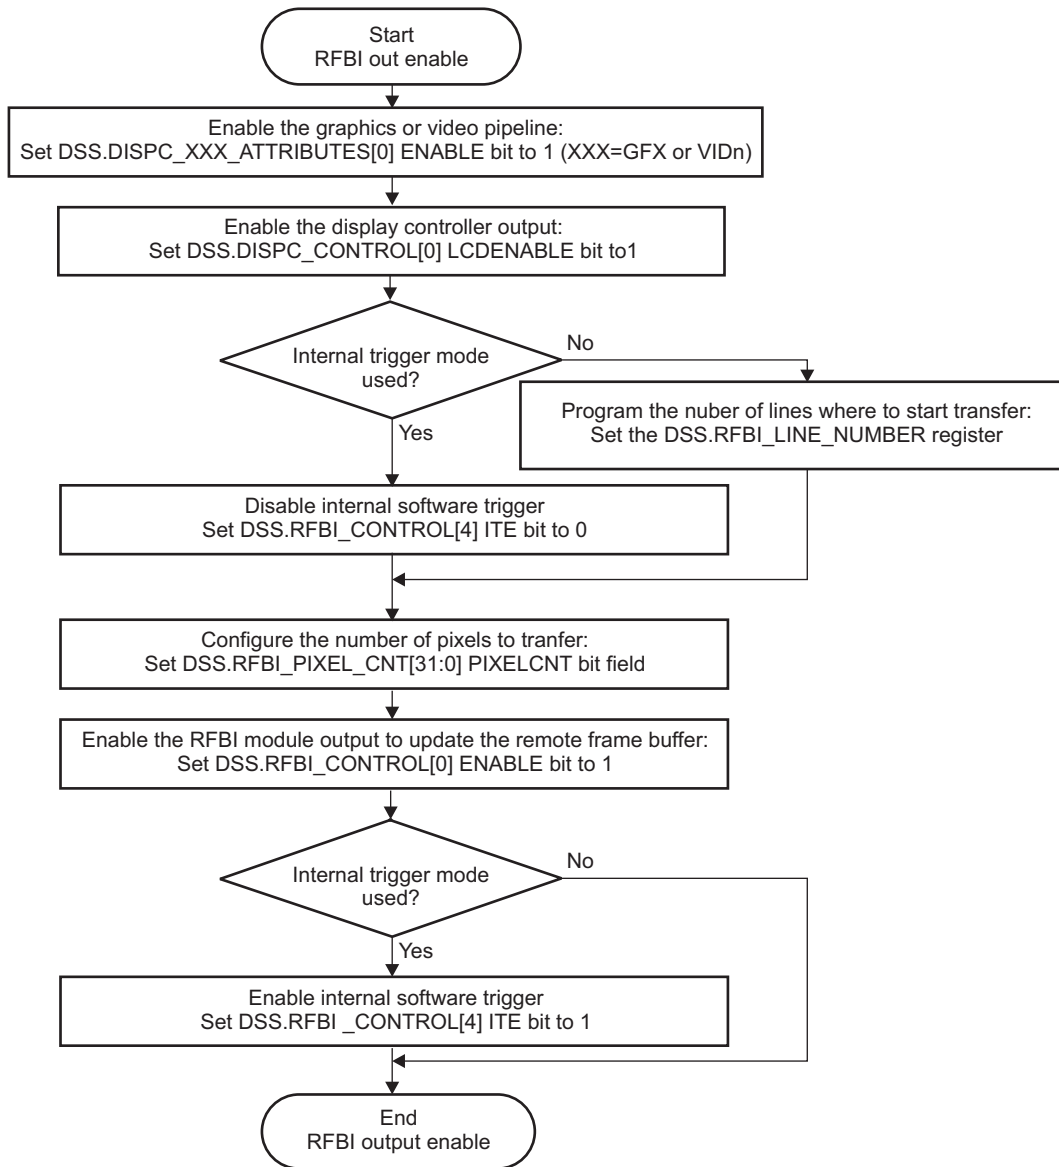 Start
RFBI out enable
Enable the graphics or video pipeline:
Set DSS.DISPC_XXX_ATTRIBUTES[0] ENABLE bit to 1 (XXX=GFX or VIDn)
Enable the display controller output:
Set DSS.DISPC_CONTROL[0] LCDENABLE bit to1
Internal trigger mode
used?
No
Program the nuber of lines where to start transfer:
Set the DSS.RFBI_LINE_NUMBER register
Yes
Disable internal software trigger
Set DSS.RFBI_CONTROL[4] ITE bit to 0
Configure the number of pixels to tranfer:
Set DSS.RFBI_PIXEL_CNT[31:0] PIXELCNT bit field
Enable the RFBI module output to update the remote frame buffer:
Set DSS.RFBI_CONTROL[0] ENABLE bit to 1
Internal trigger mode
used?
No
Yes
Enable internal software trigger
Set DSS.RFBI _CONTROL[4] ITE bit to 1
End
RFBI output enable